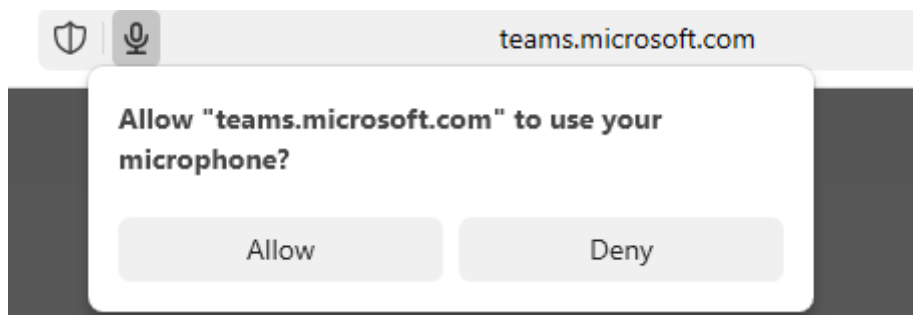 teams.microsoft.com
Allow "teams.microsoft.com" to use your
microphone?
Allow
Deny